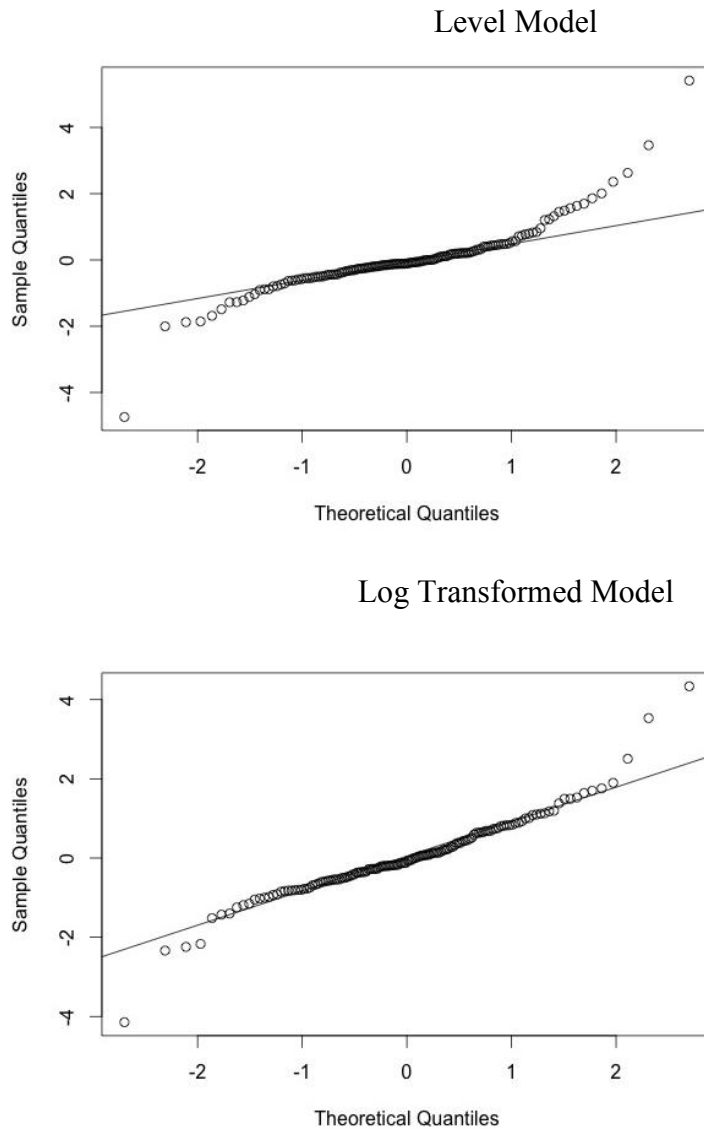 Level Model
4
2
0
-2
-4
Sample Quantiles
-2 -1 0 1 2
Theoretical Quantiles
Log Transformed Model
4
2
0
-2
-4
Sample Quantiles
-2 -1 0 1 2
Theoretical Quantiles